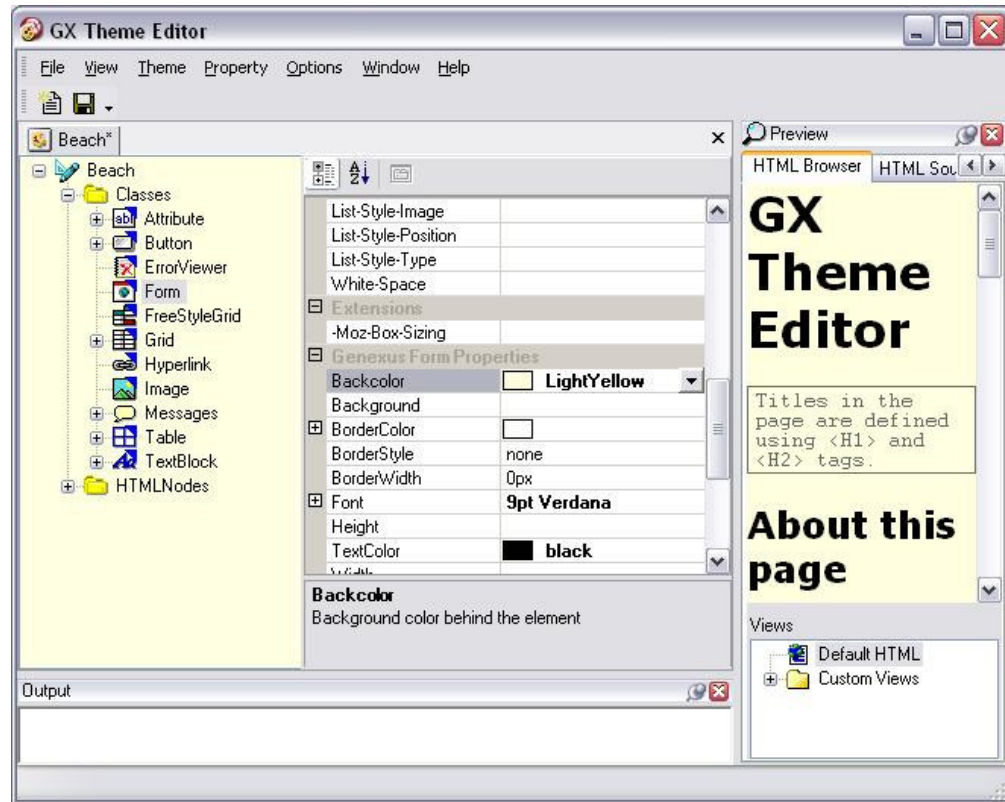 GX Theme Editor
File View Theme Property Options Window Help
Beach*
Beach
Classes
Attribute
Button
ErrorViewer
Form
FreeStyleGrid
Grid
Hyperlink
Image
Messages
Table
TextBlock
HTMLNodes
List-Style-Image
List-Style-Position
List-Style-Type
White-Space
Extensions
-Moz-Box-Sizing
Genexus Form Properties
Backcolor LightYellow
Background
BorderColor
BorderStyle none
BorderWidth 0px
Font 9pt Verdana
Height
TextColor black
Width
Backcolor
Background color behind the element
Preview
HTML Browser HTML Sou
GX
Theme
Editor
Titles in the
page are defined
using <H1> and
<H2> tags.
About this
page
Views
Default HTML
Custom Views
Output